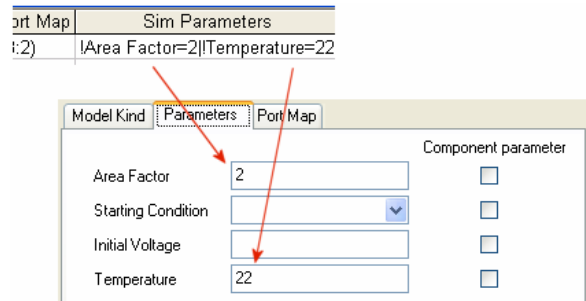 ort Map Sim Parameters
:2) !Area Factor=2|!Temperature=22
Model Kind Parameters Port Map
Component parameter
Area Factor 2
Starting Condition
Initial Voltage
Temperature 22